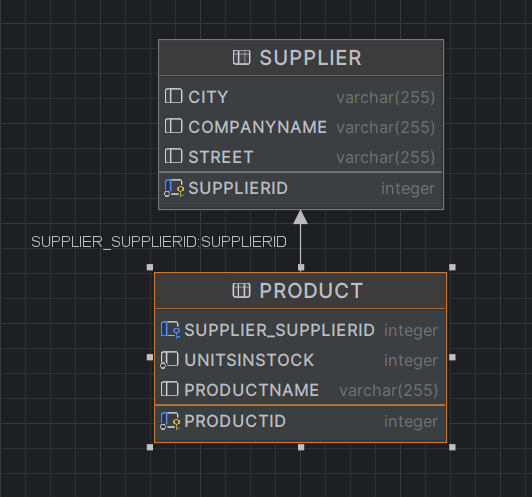 SUPPLIER
CITY varchar(255)
COMPANYNAME varchar(255)
STREET varchar(255)
SUPPLIERID integer
SUPPLIER_SUPPLIERID:SUPPLIERID
PRODUCT
SUPPLIER_SUPPLIERID integer
UNITSINSTOCK integer
PRODUCTNAME varchar(255)
PRODUCTID integer